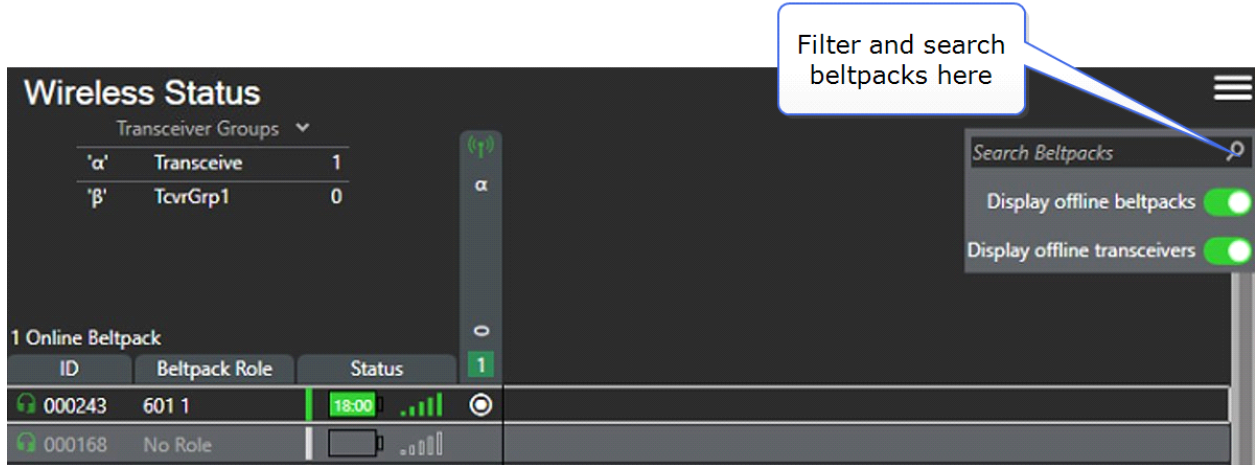 Filter and search
beltpacks here
Wireless Status
Transceiver Groups
'α' Transceive 1
'β' TcvrGrp1 0
α
Search Beltpacks
Display offline beltpacks
Display offline transceivers
1 Online Beltpack
0
ID Beltpack Role Status 1
000243 601 1 18:00
000168 No Role